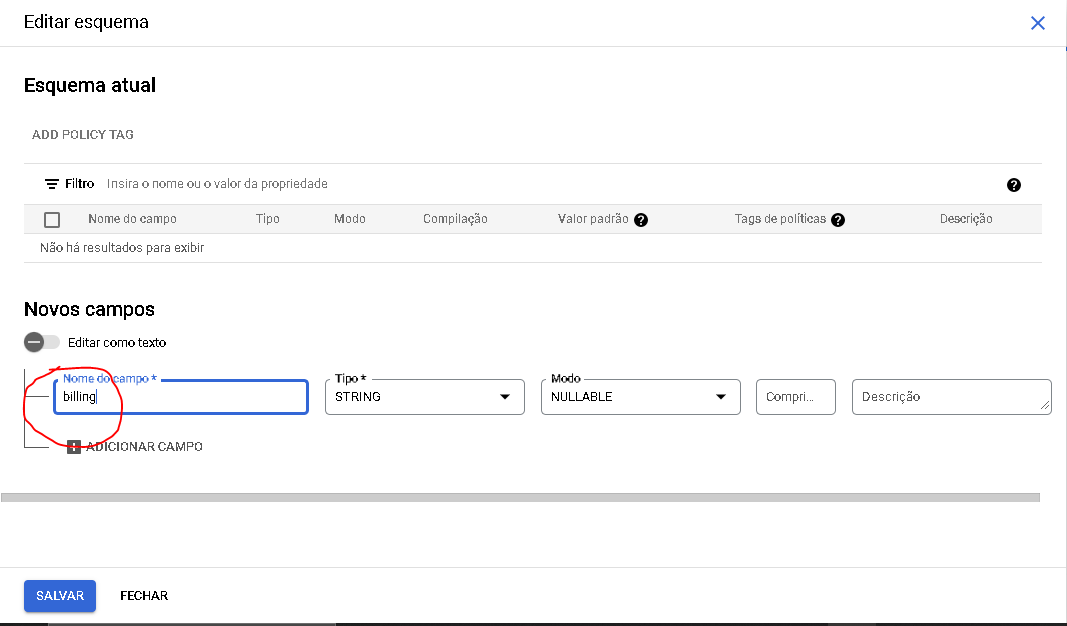 Editar esquema
Esquema atual
ADD POLICY TAG
Filtro Insira o nome ou o valor da propriedade
Nome do campo Tipo Modo Compilação Valor padrão Tags de políticas Descrição
Não há resultados para exibir
Novos campos
Editar como texto
Nome do campo * Tipo * Modo
billing STRING NULLABLE Compri... Descrição
ADICIONAR CAMPO
SALVAR FECHAR